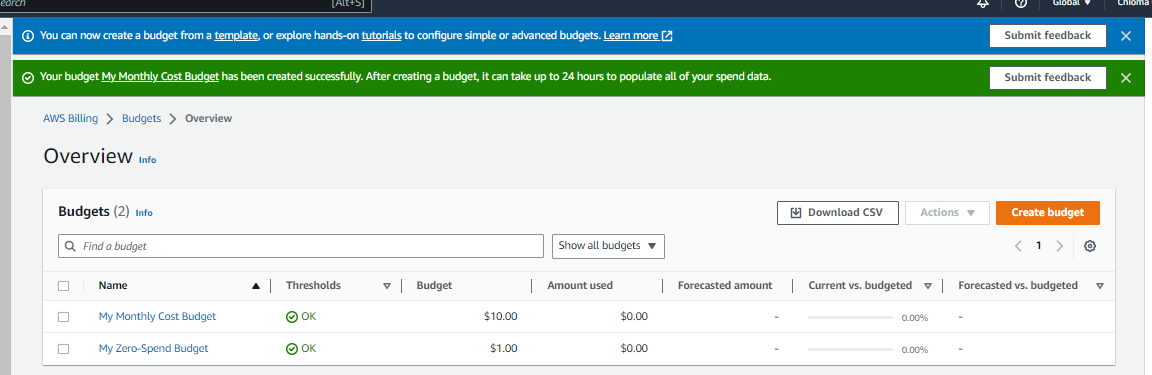 earch [Alt+S] Global ▼ Chioma
You can now create a budget from a template, or explore hands-on tutorials to configure simple or advanced budgets. Learn more Submit feedback
Your budget My Monthly Cost Budget has been created successfully. After creating a budget, it can take up to 24 hours to populate all of your spend data. Submit feedback
AWS Billing > Budgets > Overview
Overview Info
Budgets (2) Info Download CSV Actions ▼ Create budget
Find a budget Show all budgets ▼ < 1 >
Name ▲ Thresholds Budget Amount used Forecasted amount Current vs. budgeted Forecasted vs. budgeted
My Monthly Cost Budget OK $10.00 $0.00 - 0.00% -
My Zero-Spend Budget OK $1.00 $0.00 - 0.00% -